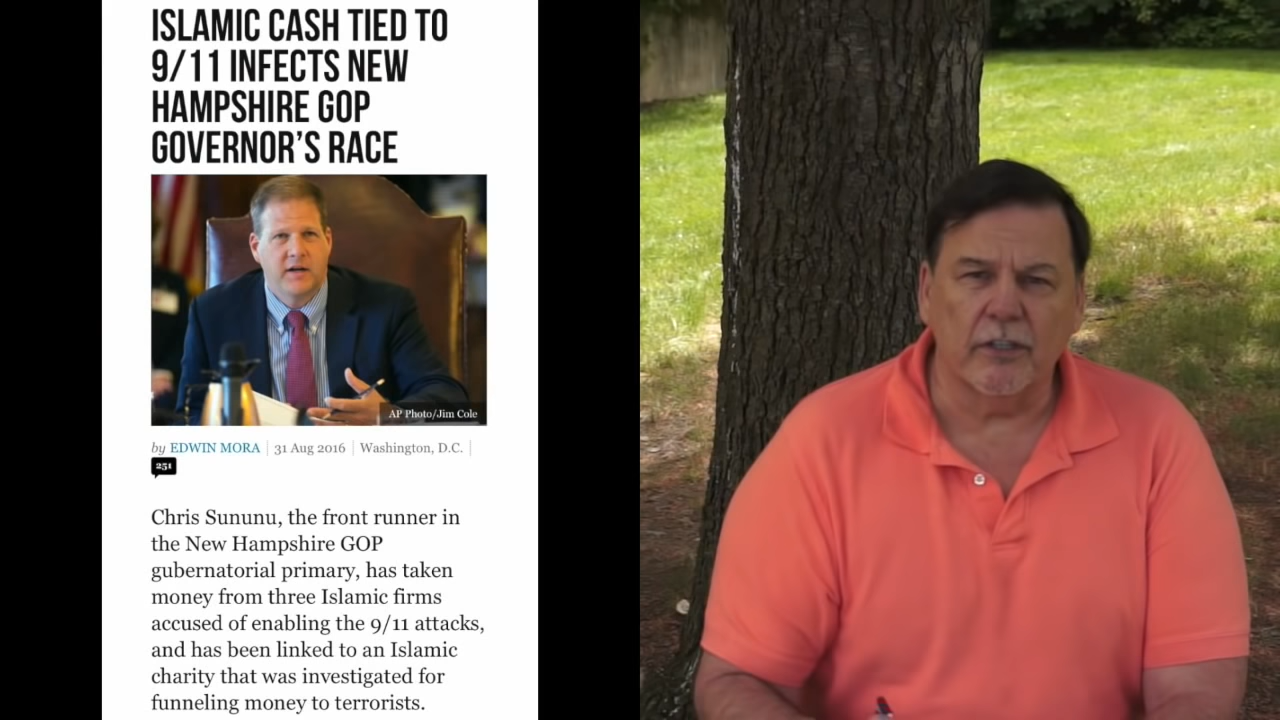 ISLAMIC CASH TIED TO
9/11 INFECTS NEW
HAMPSHIRE GOP
GOVERNOR’S RACE
AP Photo/Jim Cole
by EDWIN MORA | 31 Aug 2016 | Washington, D.C. |
251
Chris Sununu, the front runner in
the New Hampshire GOP
gubernatorial primary, has taken
money from three Islamic firms
accused of enabling the 9/11 attacks,
and has been linked to an Islamic
charity that was investigated for
funneling money to terrorists.